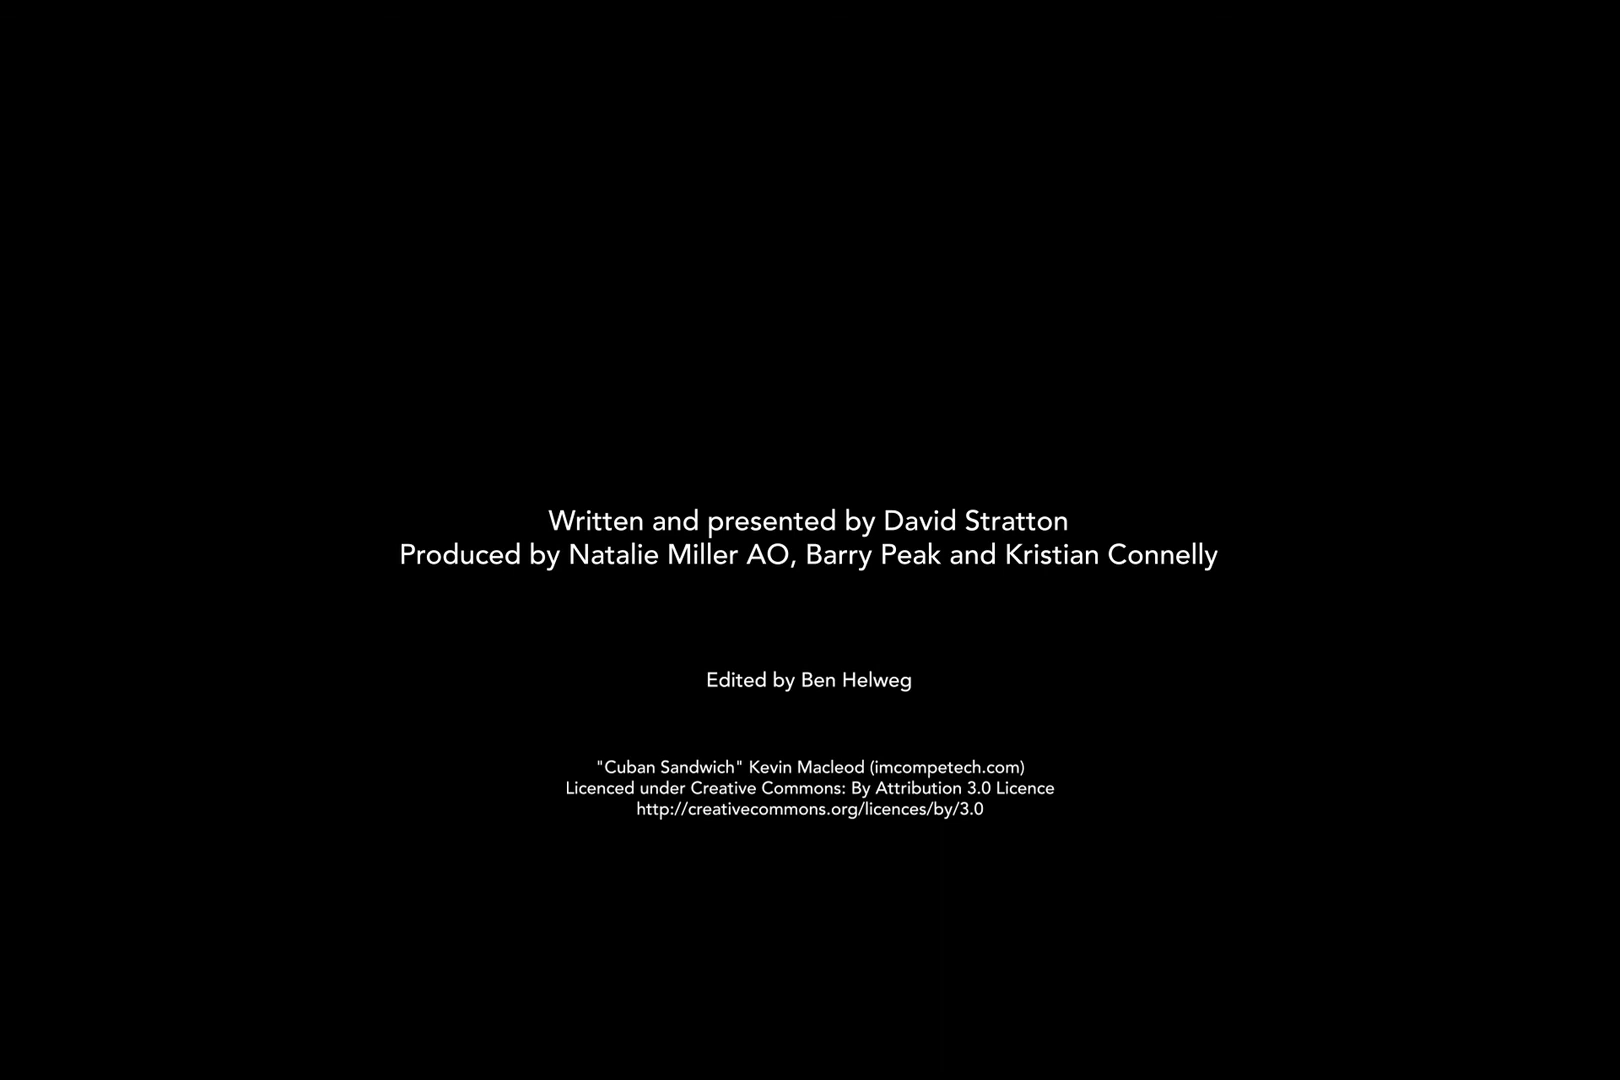 Written and presented by David Stratton
Produced by Natalie Miller AO, Barry Peak and Kristian Connelly
Edited by Ben Helweg
"Cuban Sandwich" Kevin Macleod (imcompetech.com)
Licenced under Creative Commons: By Attribution 3.0 Licence
http://creativecommons.org/licences/by/3.0